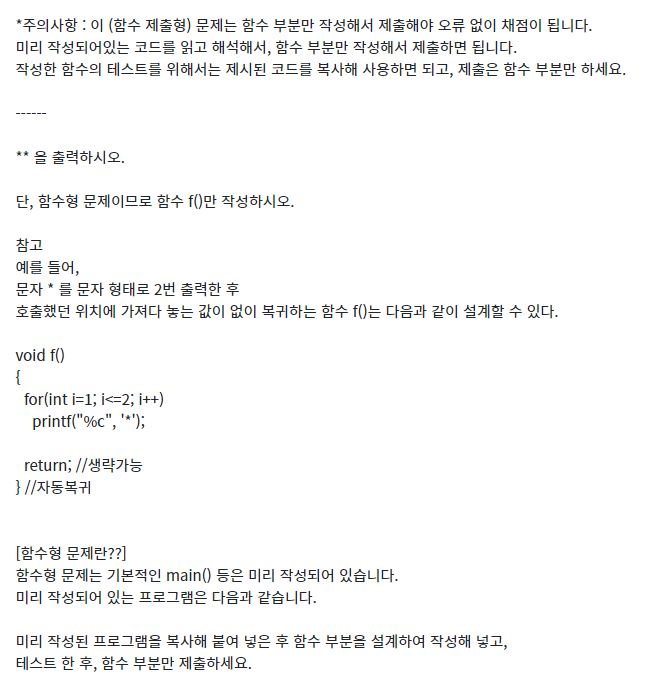 *주의사항 : 이 (함수 제출형) 문제는 함수 부분만 작성해서 제출해야 오류 없이 채점이 됩니다.
미리 작성되어있는 코드를 읽고 해석해서, 함수 부분만 작성해서 제출하면 됩니다.
작성한 함수의 테스트를 위해서는 제시된 코드를 복사해 사용하면 되고, 제출은 함수 부분만 하세요.
------
** 을 출력하시오.
단, 함수형 문제이므로 함수 f()만 작성하시오.
참고
예를 들어,
문자 * 를 문자 형태로 2번 출력한 후
호출했던 위치에 가져다 놓는 값이 없이 복귀하는 함수 f()는 다음과 같이 설계할 수 있다.
void f()
{
  for(int i=1; i<=2; i++)
    printf("%c", '*');
  return; //생략가능
} //자동복귀
[함수형 문제란??]
함수형 문제는 기본적인 main() 등은 미리 작성되어 있습니다.
미리 작성되어 있는 프로그램은 다음과 같습니다.
미리 작성된 프로그램을 복사해 붙여 넣은 후 함수 부분을 설계하여 작성해 넣고,
테스트 한 후, 함수 부분만 제출하세요.